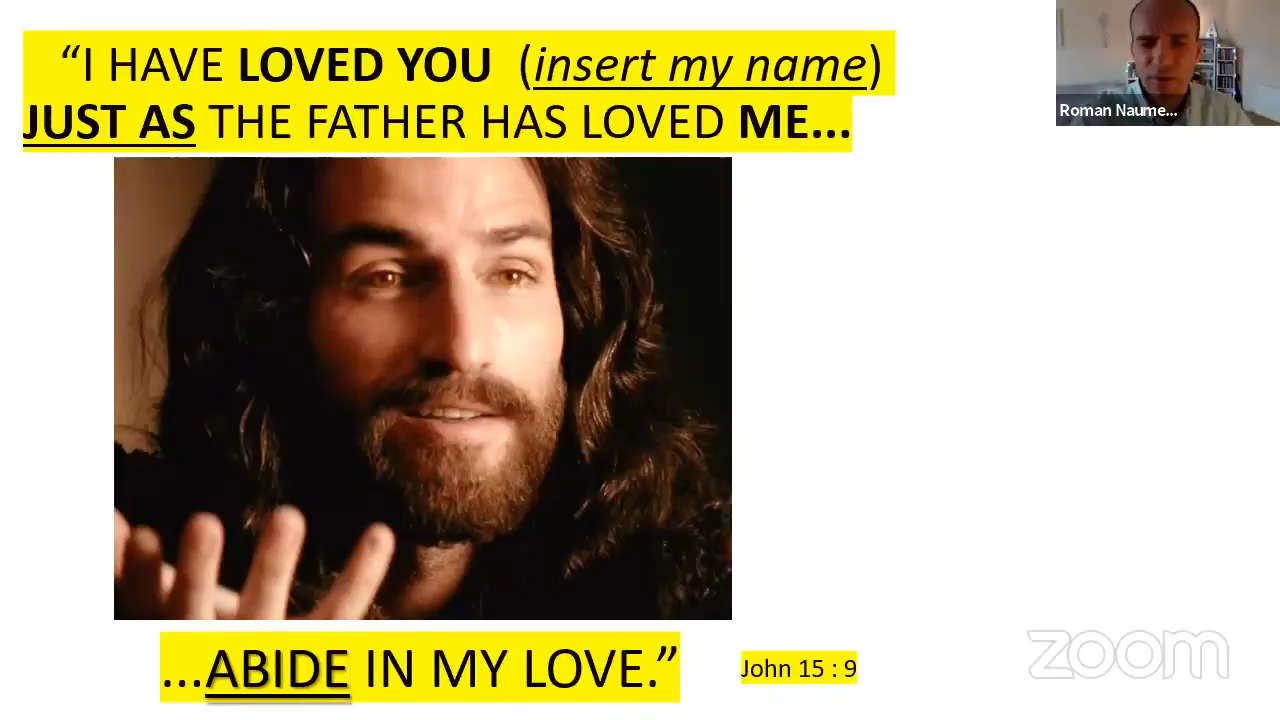 “I HAVE LOVED YOU (insert my name)
JUST AS THE FATHER HAS LOVED ME...
Roman Naume...
...ABIDE IN MY LOVE.”
John 15 : 9
zoom